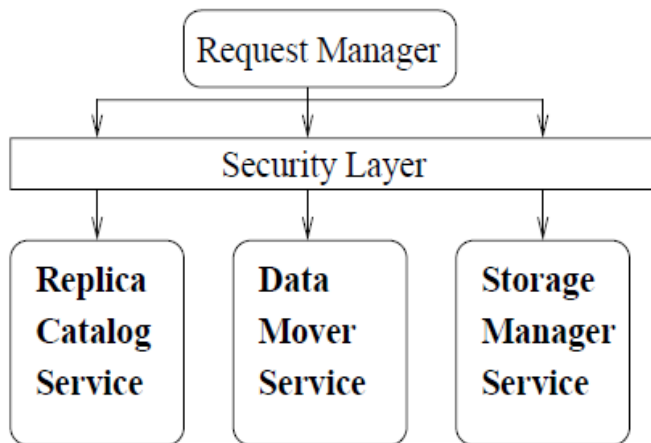 Request Manager
Security Layer
Replica
Catalog
Service
Data
Mover
Service
Storage
Manager
Service